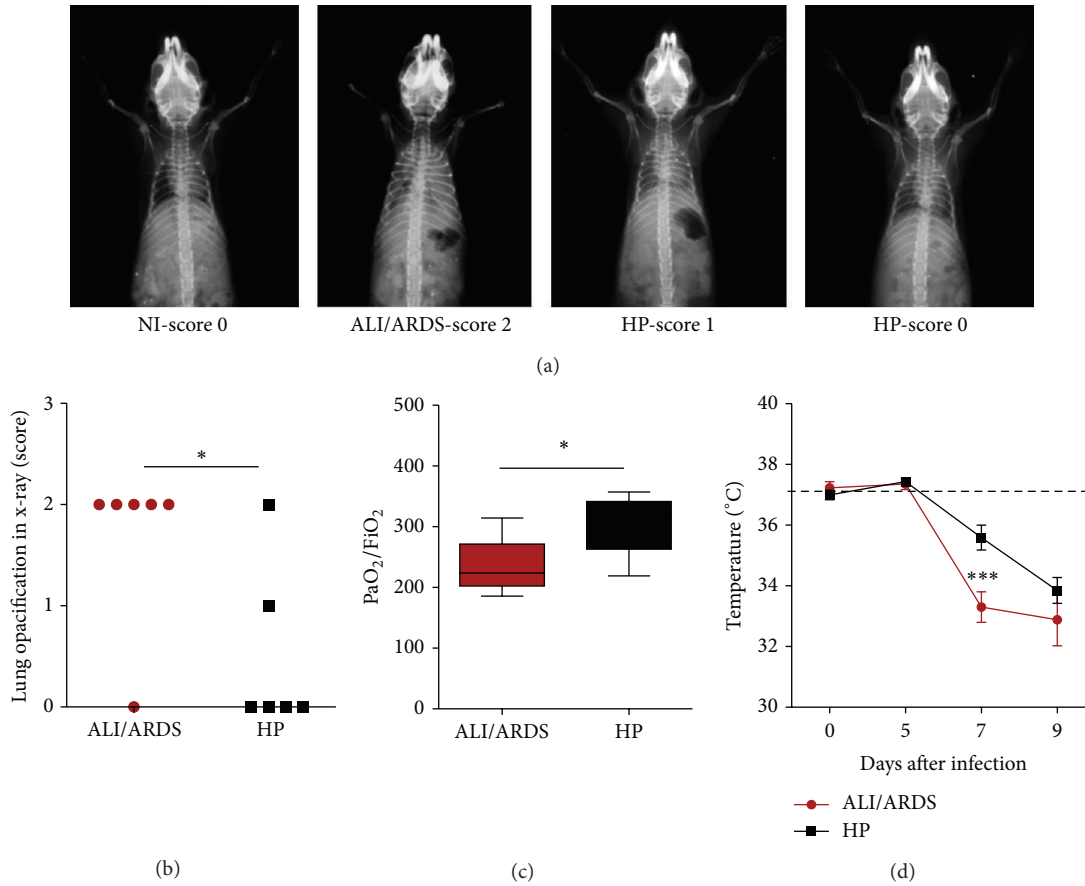 NI-score 0
ALI/ARDS-score 2
HP-score 1
HP-score 0
(a)
Lung opacification in x-ray (score)
3
2
1
0
*
ALI/ARDS
HP
(b)
PaO2/FiO2
500
400
300
200
100
0
*
ALI/ARDS
HP
(c)
Temperature (°C)
40
38
36
34
32
30
***
0
5
7
9
Days after infection
ALI/ARDS
HP
(d)